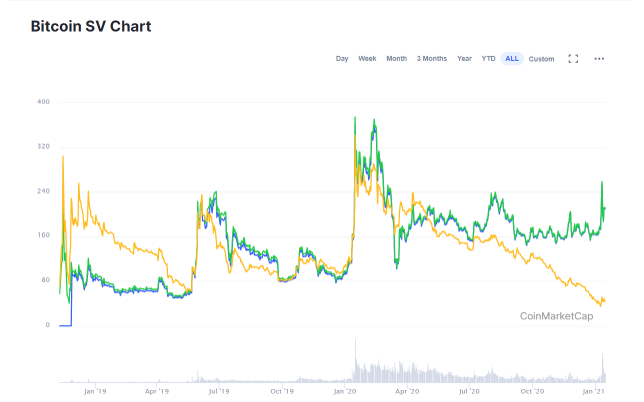 Bitcoin SV Chart
Day Week Month 3 Months Year YTD ALL Custom
400
320
240
160
80
0
CoinMarketCap
Jan '19 Apr '19 Jul '19 Oct '19 Jan '20 Apr '20 Jul '20 Oct '20 Jan '21